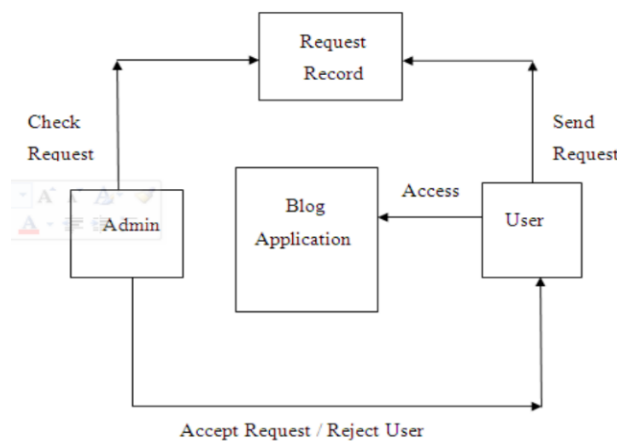 Request
Record
Check
Request
Send
Request
Blog
Application
Access
Admin
User
Accept Request / Reject User